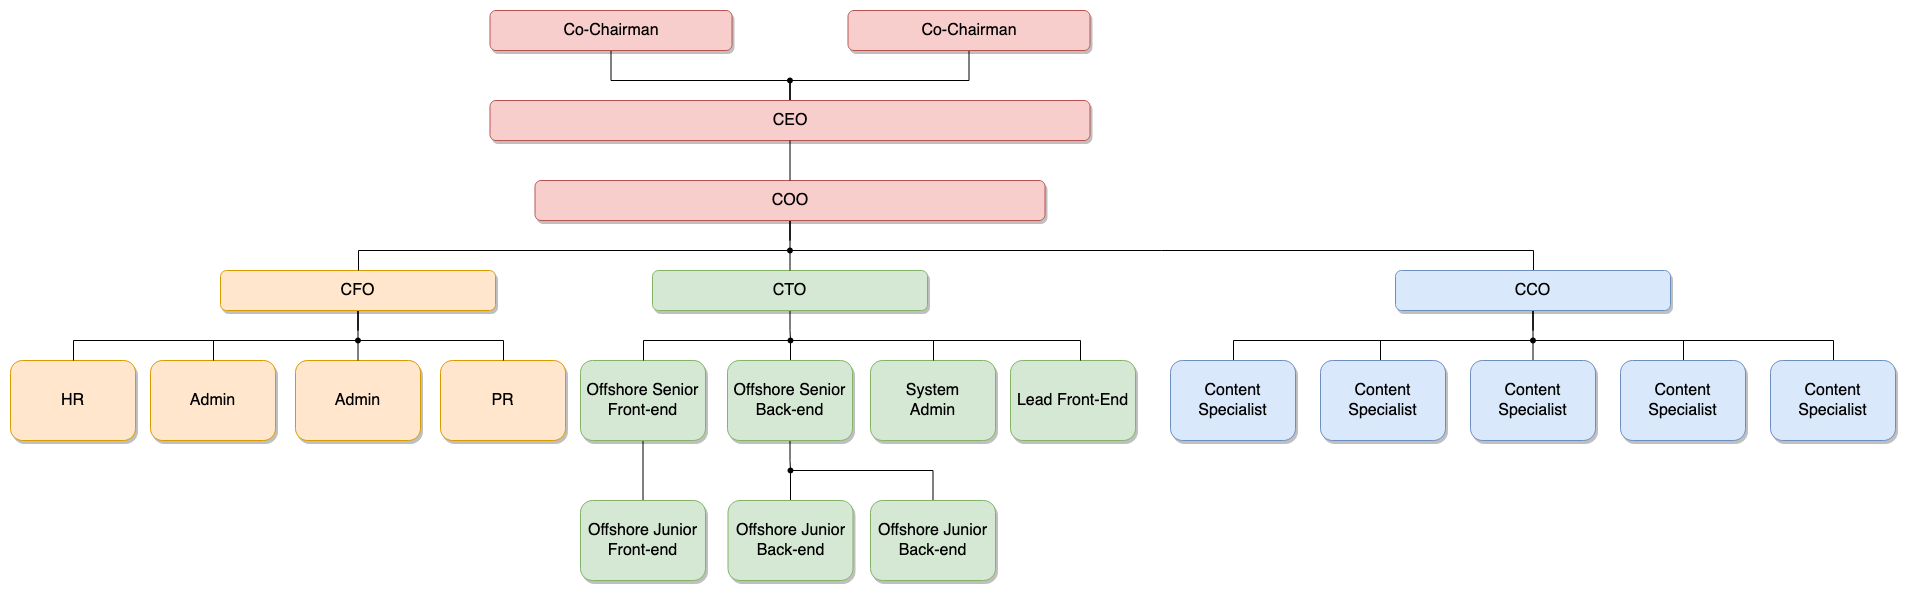 Co-Chairman
Co-Chairman
CEO
COO
CFO
CTO
CCO
HR
Admin
Admin
PR
Offshore Senior
Front-end
Offshore Senior
Back-end
System
Admin
Lead Front-End
Content
Specialist
Content
Specialist
Content
Specialist
Content
Specialist
Content
Specialist
Offshore Junior
Front-end
Offshore Junior
Back-end
Offshore Junior
Back-end